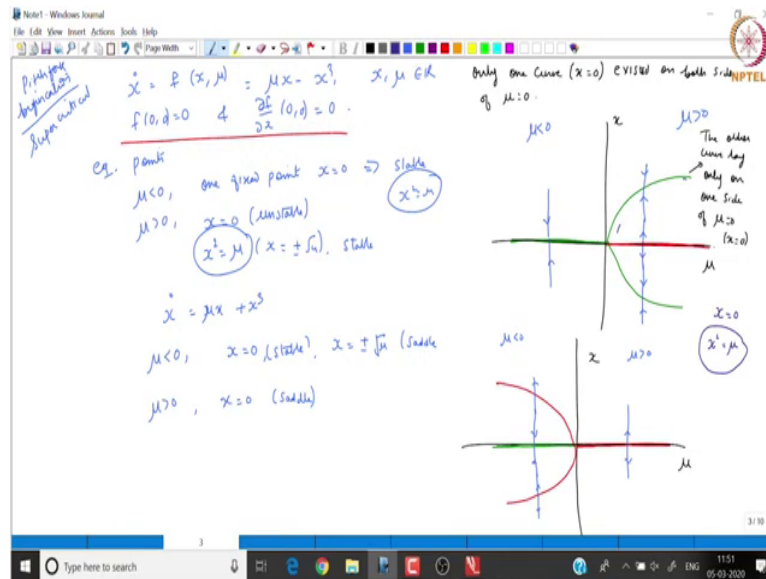 Note1 - Windows Journal
File Edit View Insert Actions Tools Help
Page Width
NPTEL
Pitchfork
bifurcation
Supercritical
ẋ = f(x, μ) = μx - x³, x, μ ∈ ℝ
f(0,0)=0 & ∂f/∂x (0,0)=0.
eq. points
μ<0, one fixed point x=0 ⇒ stable
x²=μ
μ>0, x=0 (unstable)
x²=μ (x = ±√μ), stable
ẋ = μx + x³
μ<0, x=0 (stable), x = ±√μ (saddle
μ>0, x=0 (saddle)
only one curve (x=0) existed on both side
of μ=0.
x
μ<0
μ>0
The other
curve lay
only on
one side
of μ=0
(x=0)
μ
x=0
x²=μ
μ<0
x
μ>0
μ
3/10
3
Type here to search
ENG
11:51
05-03-2020